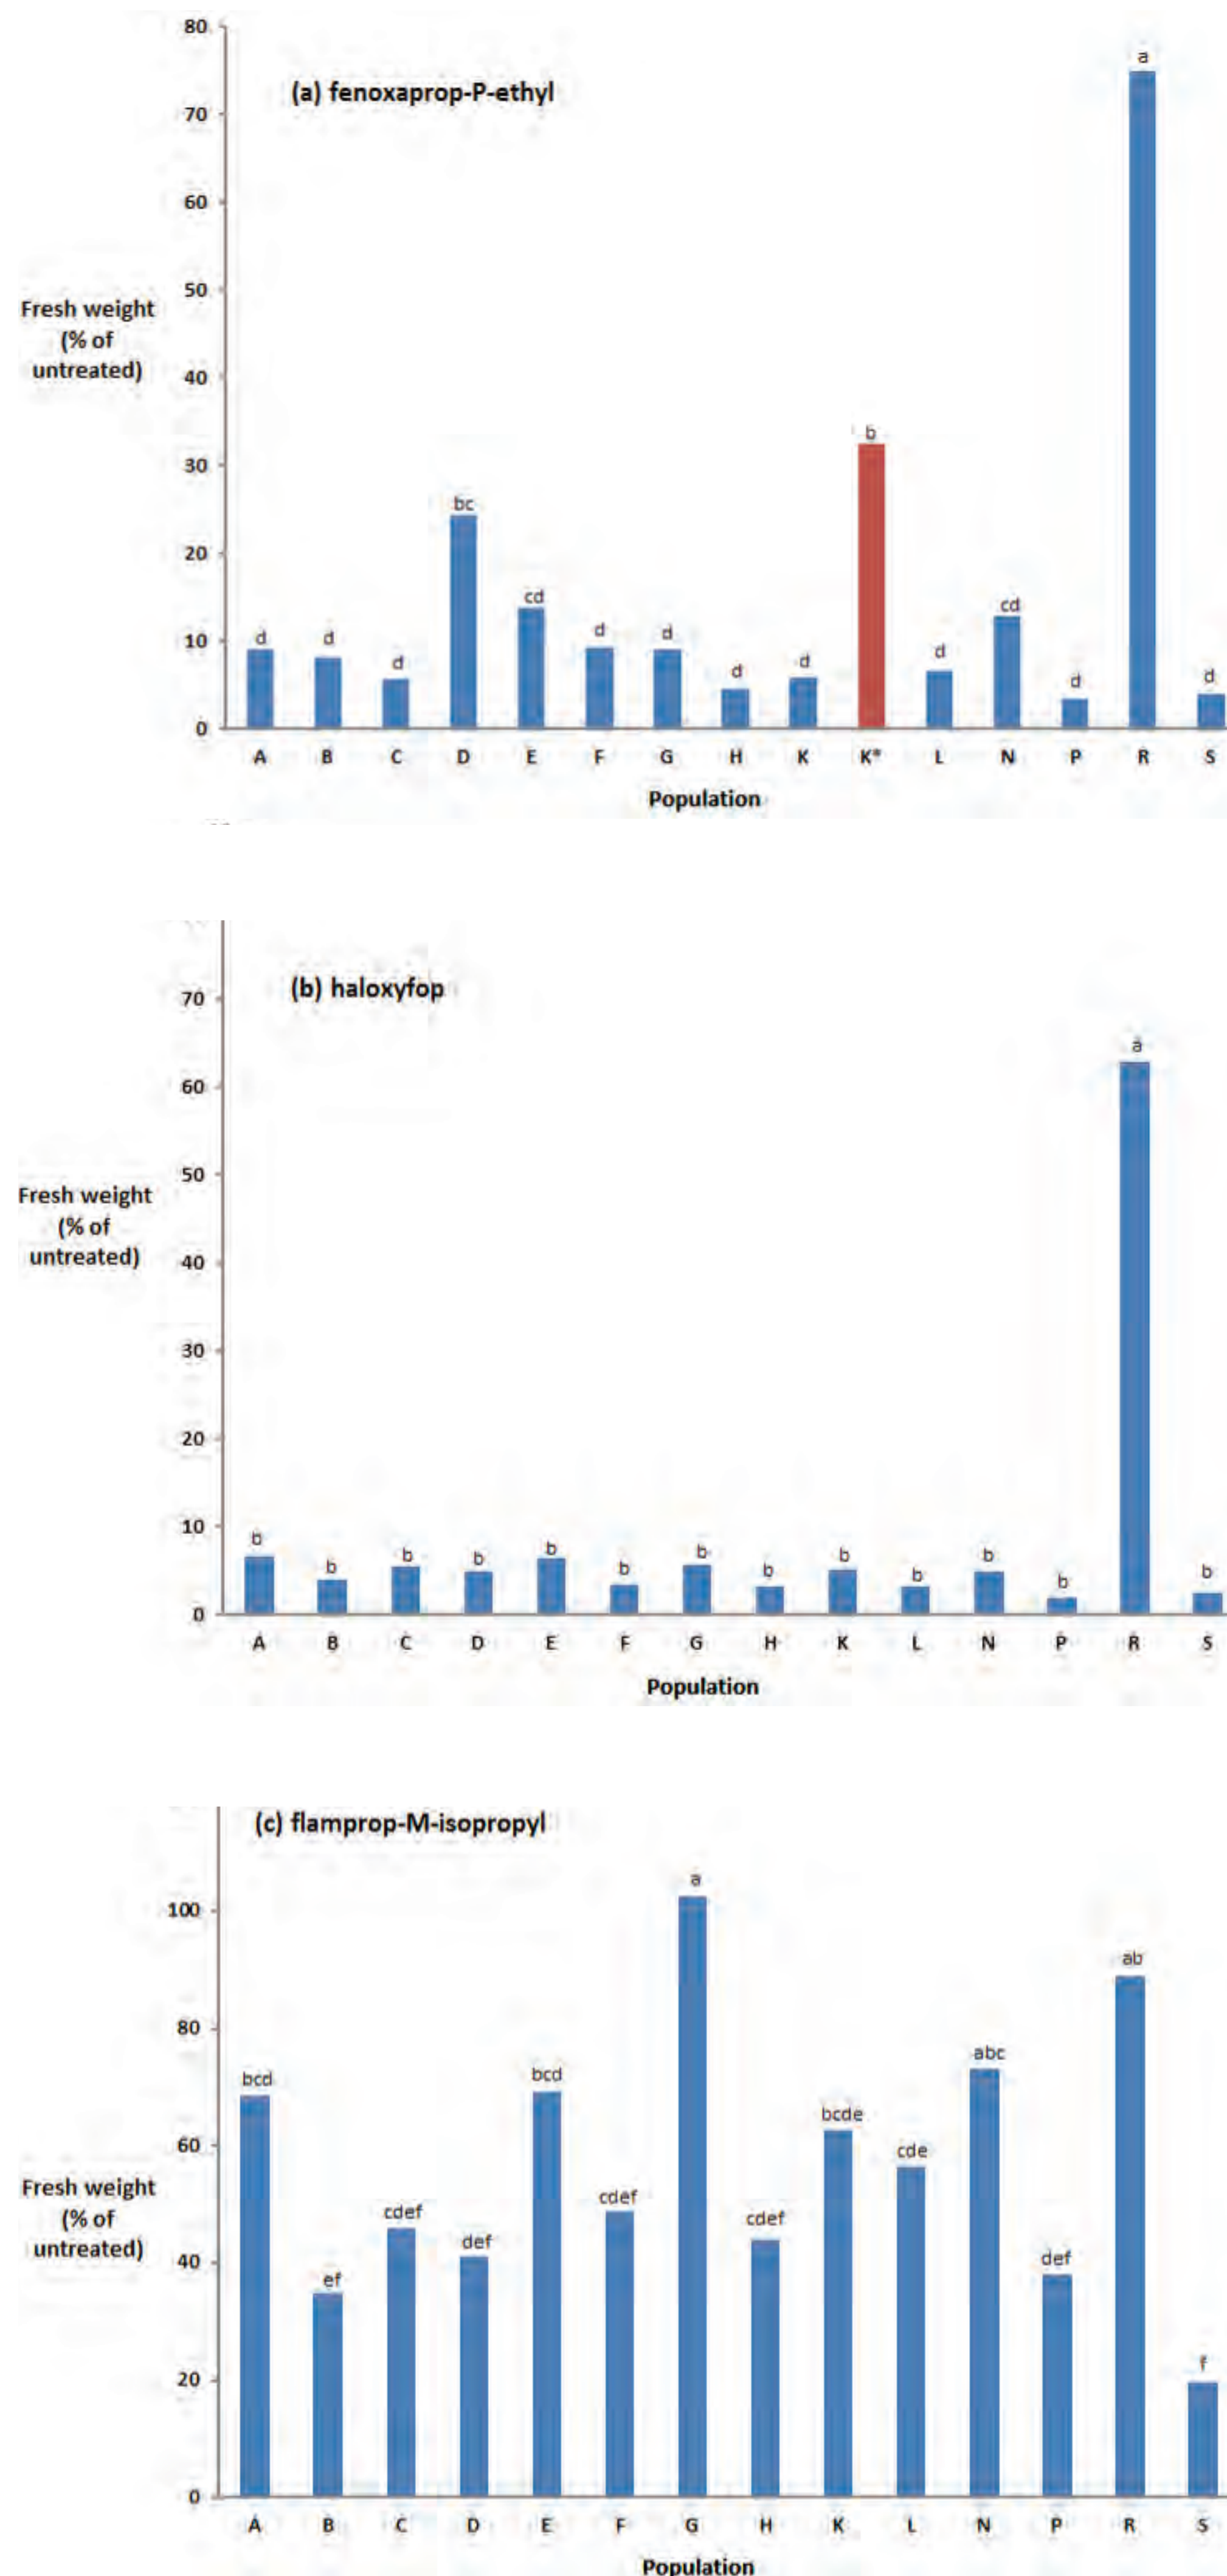 80
(a) fenoxaprop-P-ethyl
a
70
60
50
Fresh weight
(% of
untreated)
40
b
30
bc
20
cd
cd
10
d
d
d
d
d
d
d
d
d
d
0
A B C D E F G H K K* L N P R S
Population
(b) haloxyfop
70
a
60
50
Fresh weight
(% of
untreated)
40
30
20
10
b b b b b b b b b b b b b
0
A B C D E F G H K L N P R S
Population
(c) flamprop-M-isopropyl
a
100
ab
80
bcd bcd abc
bcde
60
cde
Fresh weight
(% of
untreated)
cdef def cdef cdef
40
ef def
20
f
0
A B C D E F G H K L N P R S
Population